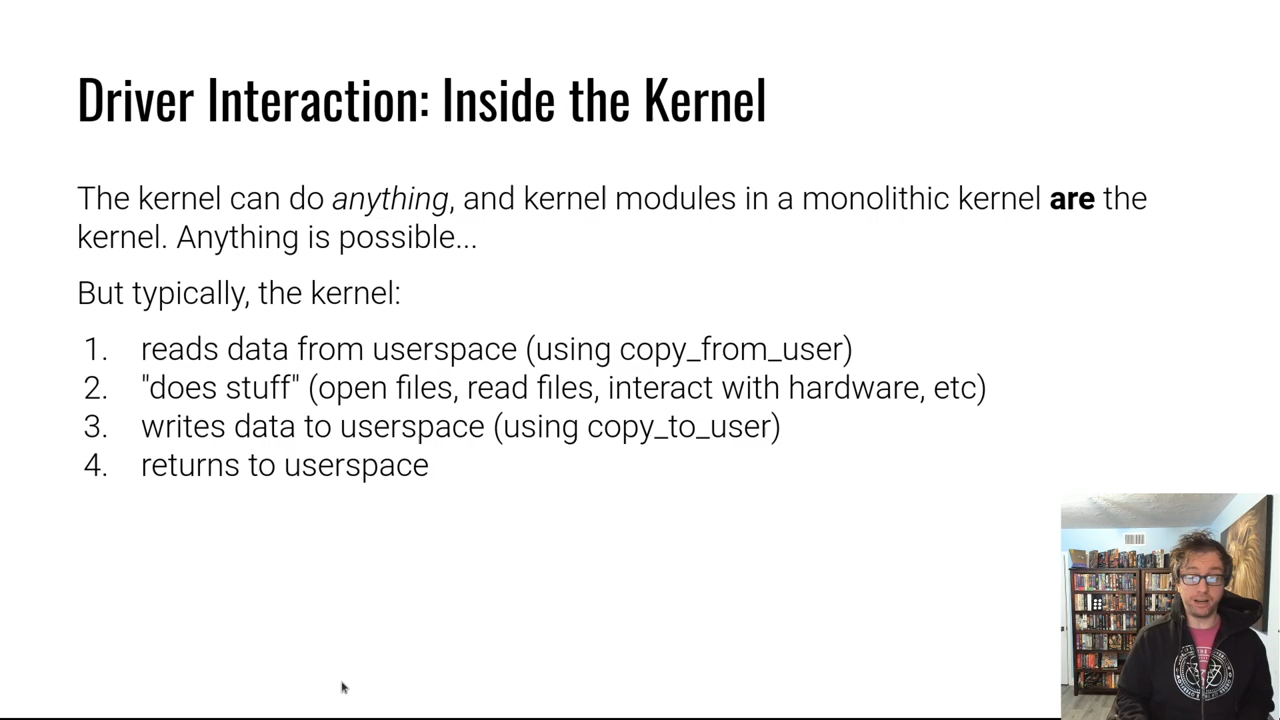 Driver Interaction: Inside the Kernel
The kernel can do anything, and kernel modules in a monolithic kernel are the
kernel. Anything is possible...
But typically, the kernel:
1. reads data from userspace (using copy_from_user)
2. "does stuff" (open files, read files, interact with hardware, etc)
3. writes data to userspace (using copy_to_user)
4. returns to userspace